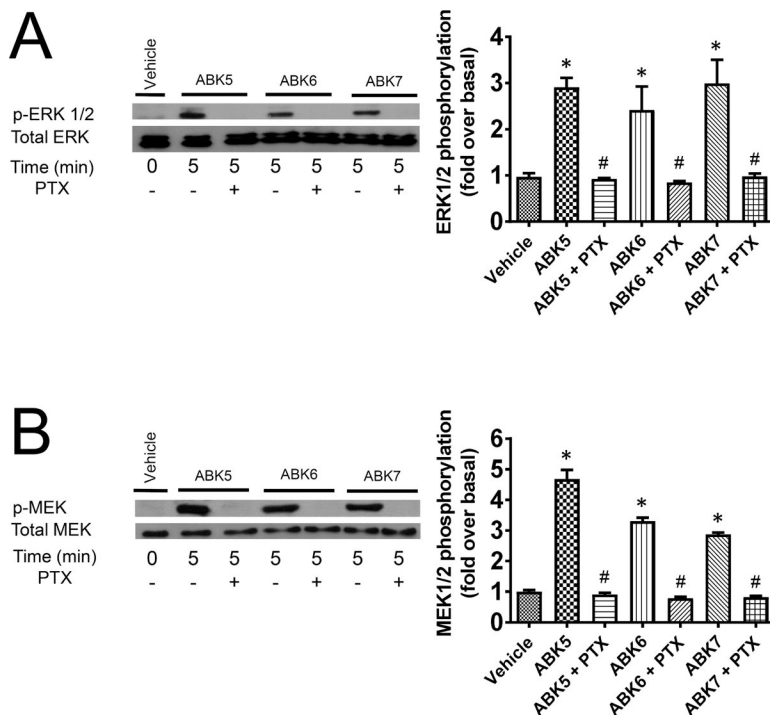 A
Vehicle
ABK5 ABK6 ABK7
p-ERK 1/2
Total ERK
Time (min) 0 5 5 5 5 5 5
PTX - - + - + - +
ERK1/2 phosphorylation
(fold over basal)
4
3
2
1
0
* * *
# # #
Vehicle
ABK5
ABK5 + PTX
ABK6
ABK6 + PTX
ABK7
ABK7 + PTX
B
Vehicle
ABK5 ABK6 ABK7
p-MEK
Total MEK
Time (min) 0 5 5 5 5 5 5
PTX - - + - + - +
MEK1/2 phosphorylation
(fold over basal)
6
5
4
3
2
1
0
* * *
# # #
Vehicle
ABK5
ABK5 + PTX
ABK6
ABK6 + PTX
ABK7
ABK7 + PTX